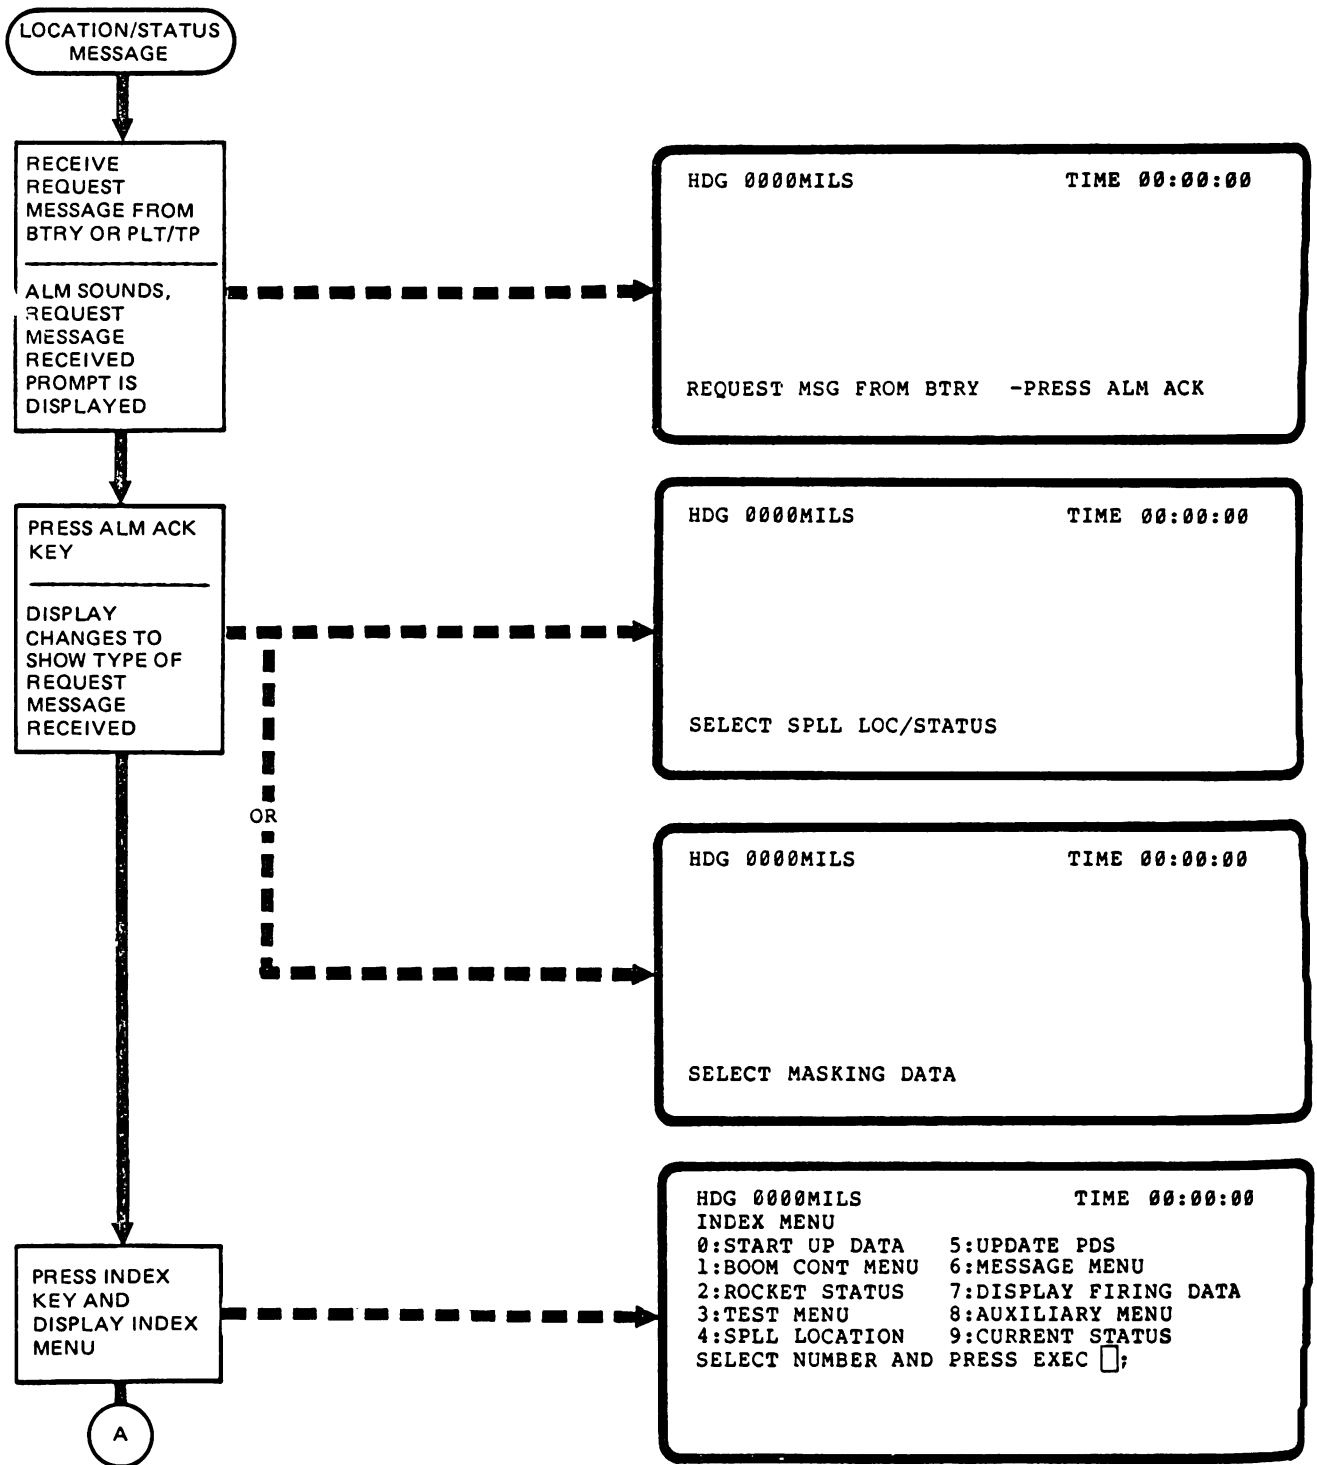 LOCATION/STATUS
MESSAGE
RECEIVE
REQUEST
MESSAGE FROM
BTRY OR PLT/TP
ALM SOUNDS,
REQUEST
MESSAGE
RECEIVED
PROMPT IS
DISPLAYED
HDG 0000MILS TIME 00:00:00
REQUEST MSG FROM BTRY -PRESS ALM ACK
PRESS ALM ACK
KEY
DISPLAY
CHANGES TO
SHOW TYPE OF
REQUEST
MESSAGE
RECEIVED
HDG 0000MILS TIME 00:00:00
SELECT SPLL LOC/STATUS
OR
HDG 0000MILS TIME 00:00:00
SELECT MASKING DATA
PRESS INDEX
KEY AND
DISPLAY INDEX
MENU
HDG 0000MILS TIME 00:00:00
INDEX MENU
0:START UP DATA 5:UPDATE PDS
1:BOOM CONT MENU 6:MESSAGE MENU
2:ROCKET STATUS 7:DISPLAY FIRING DATA
3:TEST MENU 8:AUXILIARY MENU
4:SPLL LOCATION 9:CURRENT STATUS
SELECT NUMBER AND PRESS EXEC ;
A